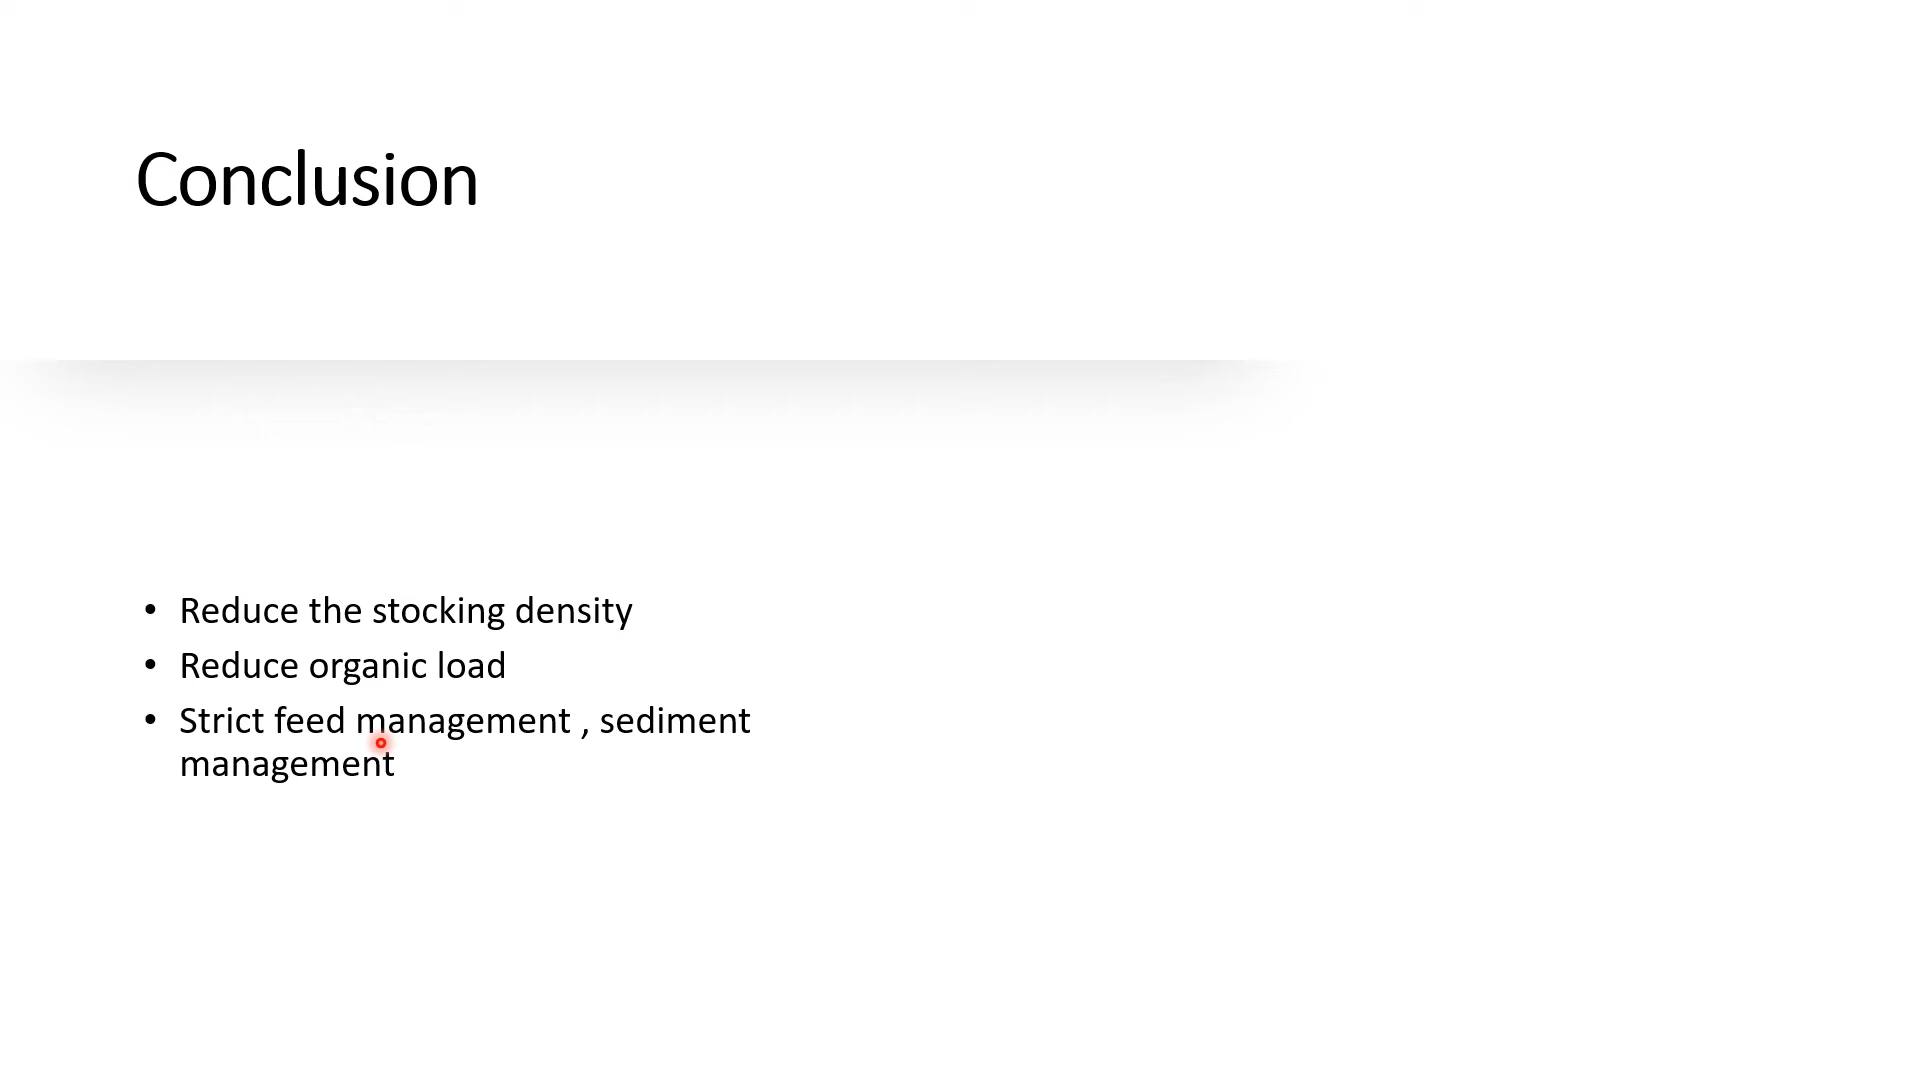 Conclusion
• Reduce the stocking density
• Reduce organic load
• Strict feed management , sediment
management